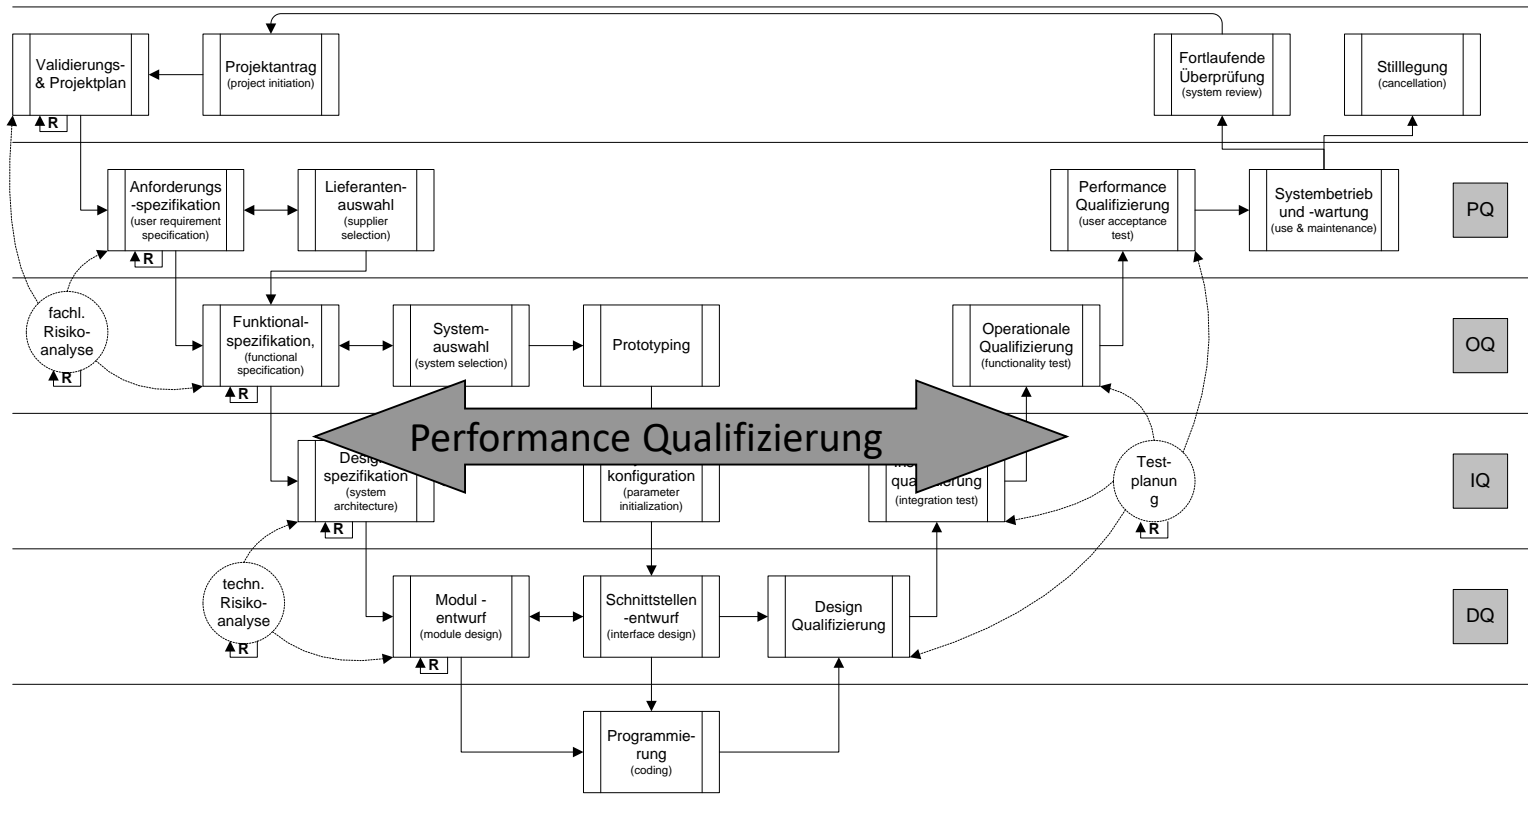 Validierungs-
& Projektplan
R
Projektantrag
(project initiation)
Fortlaufende
Überprüfung
(system review)
Stilllegung
(cancellation)
Anforderungs
-spezifikation
(user requirement
specification)
R
Lieferanten-
auswahl
(supplier
selection)
Performance
Qualifizierung
(user acceptance
test)
Systembetrieb
und -wartung
(use & maintenance)
PQ
fachl.
Risiko-
analyse
R
Funktional-
spezifikation,
(functional
specification)
R
System-
auswahl
(system selection)
Prototyping
Operationale
Qualifizierung
(functionality test)
OQ
Performance Qualifizierung
spezifikation
(system
architecture)
R
konfiguration
(parameter
initialization)
(integration test)
Test-
planun
g
R
IQ
techn.
Risiko-
analyse
R
Modul -
entwurf
(module design)
R
Schnittstellen
-entwurf
(interface design)
Design
Qualifizierung
DQ
Programmie-
rung
(coding)